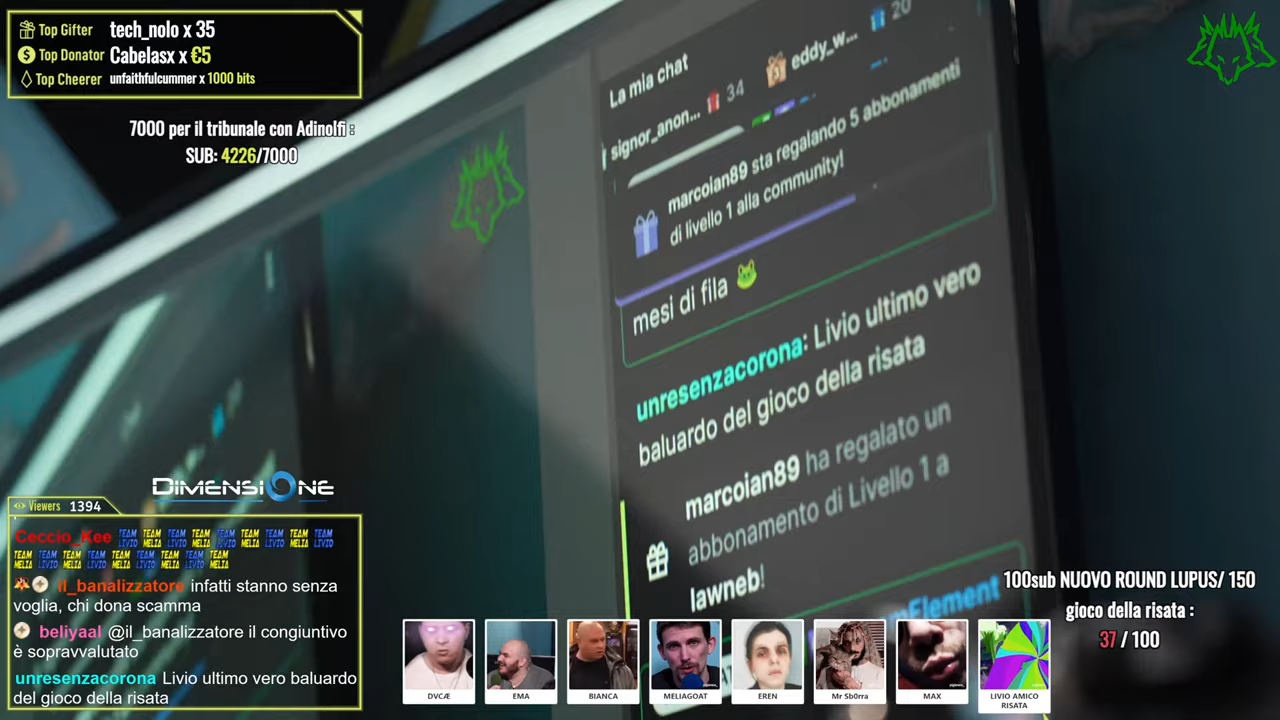 Top Gifter tech_nolo x 35
Top Donator Cabelasx x €5
Top Cheerer unfaithfulcummer x 1000 bits
7000 per il tribunale con Adinolfi :
SUB: 4226/7000
La mia chat
signor_anon... 34 eddy_w... 20
marcoian89 sta regalando 5 abbonamenti
di livello 1 alla community!
mesi di fila
unresenzacorona: Livio ultimo vero
baluardo del gioco della risata
marcoian89 ha regalato un
abbonamento di Livello 1 a
lawneb!
Element
DIMENSIONE
Viewers 1394
Ceccio_Kee TEAM LIVIO TEAM MELIA TEAM LIVIO TEAM MELIA TEAM LIVIO TEAM MELIA TEAM LIVIO TEAM MELIA TEAM LIVIO
TEAM MELIA TEAM LIVIO TEAM MELIA TEAM LIVIO TEAM MELIA TEAM LIVIO TEAM MELIA TEAM LIVIO TEAM MELIA
il_banalizzatore infatti stanno senza
voglia, chi dona scamma
beliyaal @il_banalizzatore il congiuntivo
è sopravvalutato
unresenzacorona Livio ultimo vero baluardo
del gioco della risata
DVCÆ
EMA
BIANCA
MELIAGOAT
EREN
Mr Sb0rra
MAX
LIVIO AMICO
RISATA
100sub NUOVO ROUND LUPUS/ 150
gioco della risata :
37 / 100